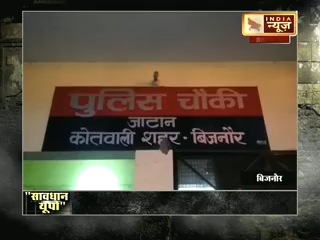 INDIA
न्यूज़
पुलिस चौकी
जाटान
कोतवाली शहर - बिजनौर
बिजनौर
"सावधान
यूपी"